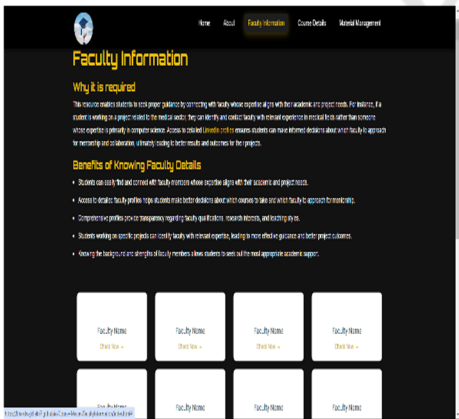 Home About Faculty Information Course Details Material Management
Faculty Information
Why it is required
This resource enables students to seek proper guidance by connecting with faculty whose expertise aligns with their academic and project needs. For instance, if a
student is working on a project related to the medical sector, they can identify and contact faculty with relevant experience in medical fields rather than someone
whose expertise is primarily in computer science. Access to detailed LinkedIn profiles ensures students can make informed decisions about which faculty to approach
for mentorship and collaboration, ultimately leading to better results and outcomes for their projects.
Benefits of Knowing Faculty Details
• Students can easily find and connect with faculty members whose expertise aligns with their academic and project needs.
• Access to detailed faculty profiles helps students make better decisions about which courses to take and which faculty to approach for mentorship.
• Comprehensive profiles provide transparency regarding faculty qualifications, research interests, and teaching styles.
• Students working on specific projects can identify faculty with relevant expertise, leading to more effective guidance and better project outcomes.
• Knowing the background and strengths of faculty members allows students to seek out the most appropriate academic support.
Faculty Name Faculty Name Faculty Name Faculty Name
Check Now → Check Now → Check Now → Check Now →
Faculty Name Faculty Name Faculty Name Faculty Name